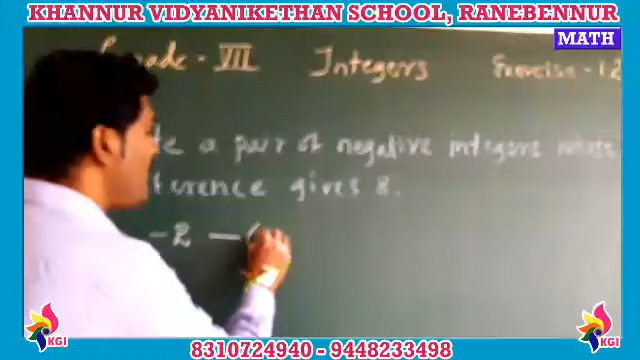 KHANNUR VIDYANIKETHAN SCHOOL, RANEBENNUR
MATH
Grade - VII Integers Exercise - 1.2
a pair of negative integers whose
gives 8.
-2 - (
KGI KGI
8310724940 - 9448233498